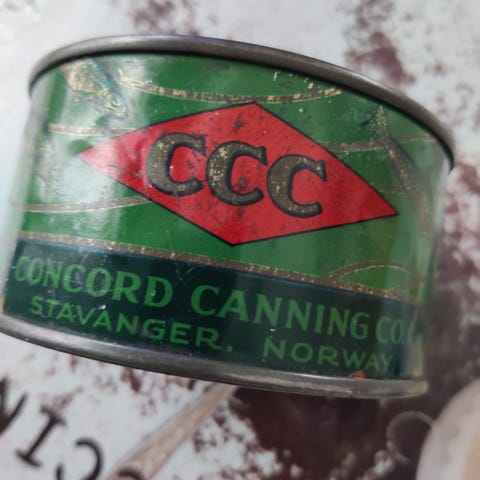 CCC
CONCORD CANNING CO.
STAVANGER, NORWAY.